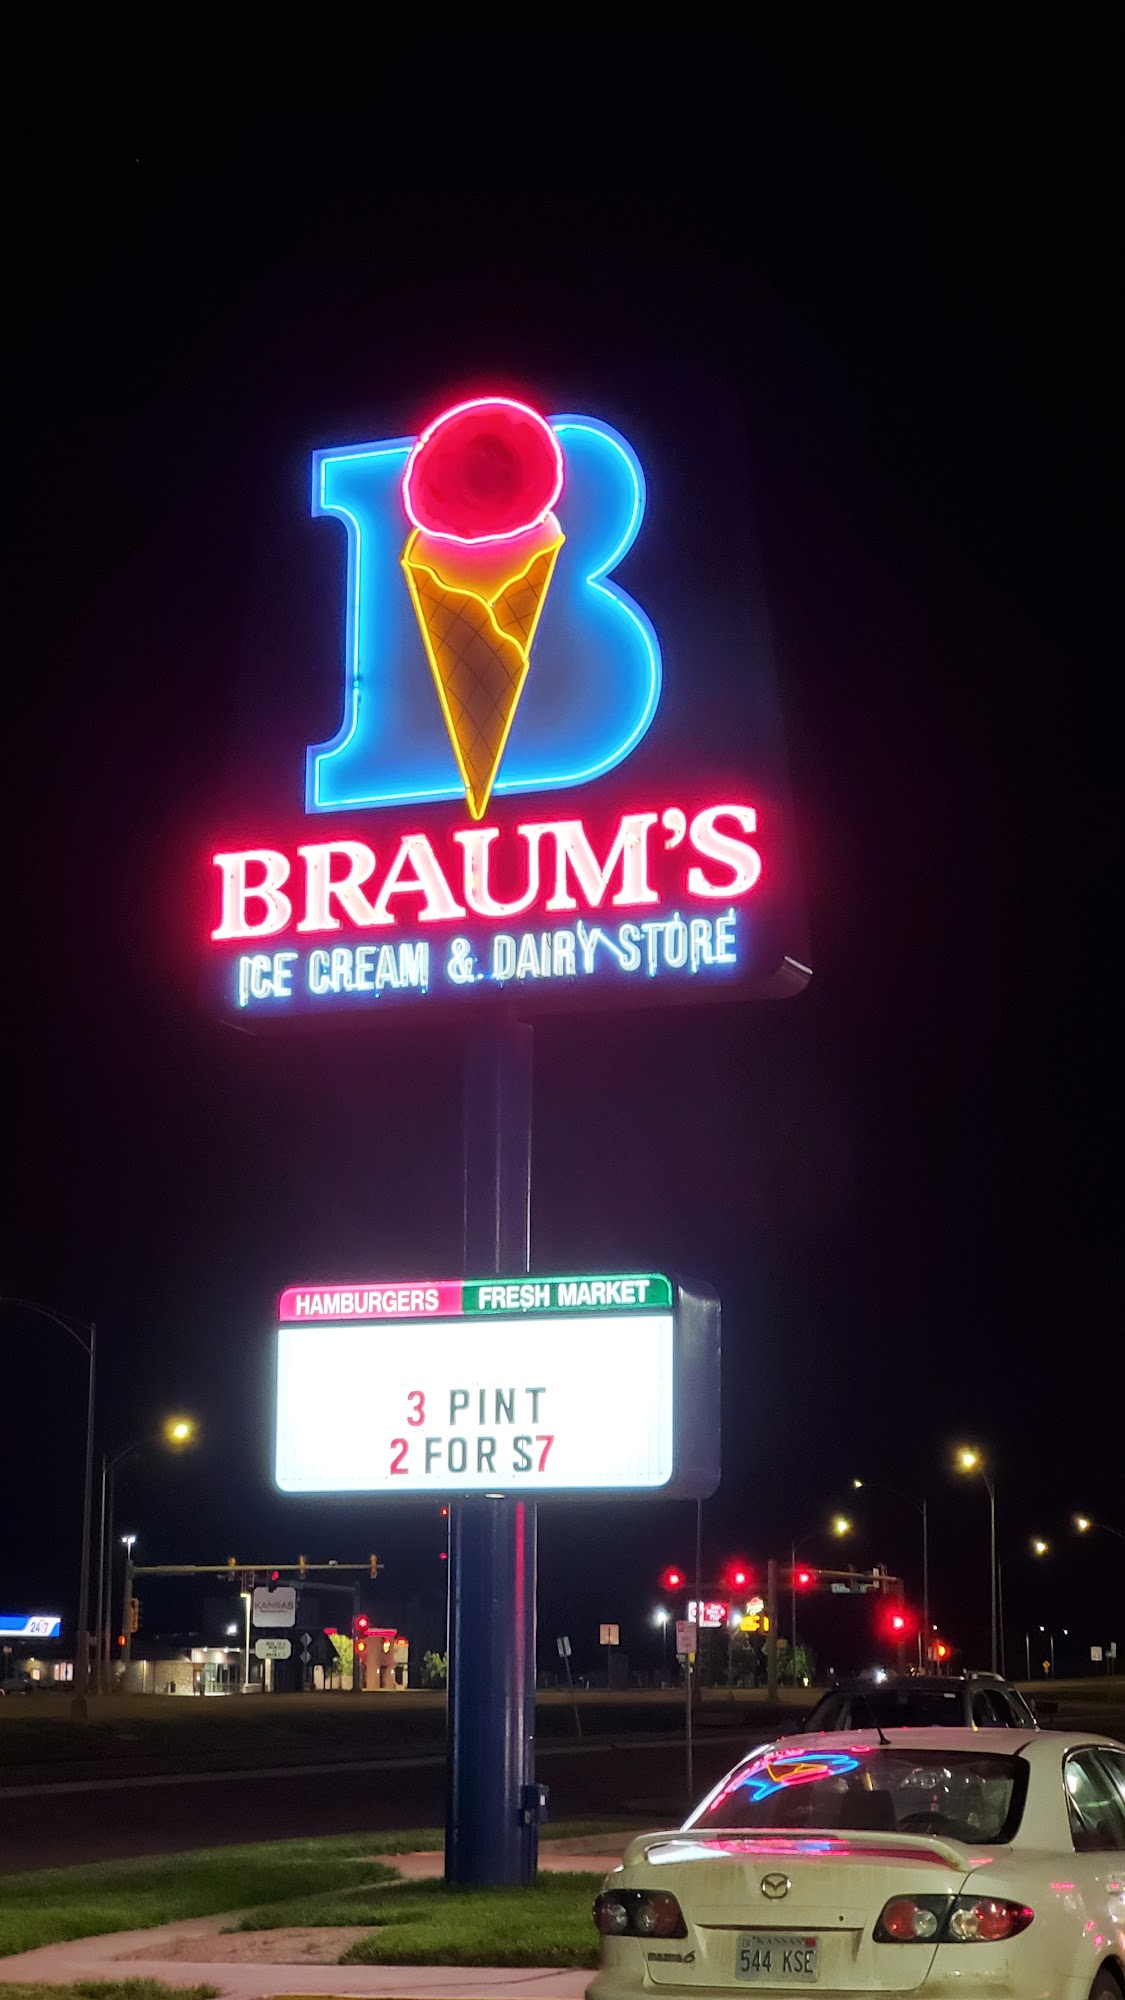 B
BRAUM'S
ICE CREAM & DAIRY STORE
HAMBURGERS FRESH MARKET
3 PINT
2 FOR $7
24/7
KANSAS
mazda6
KANSAS
544 KSE